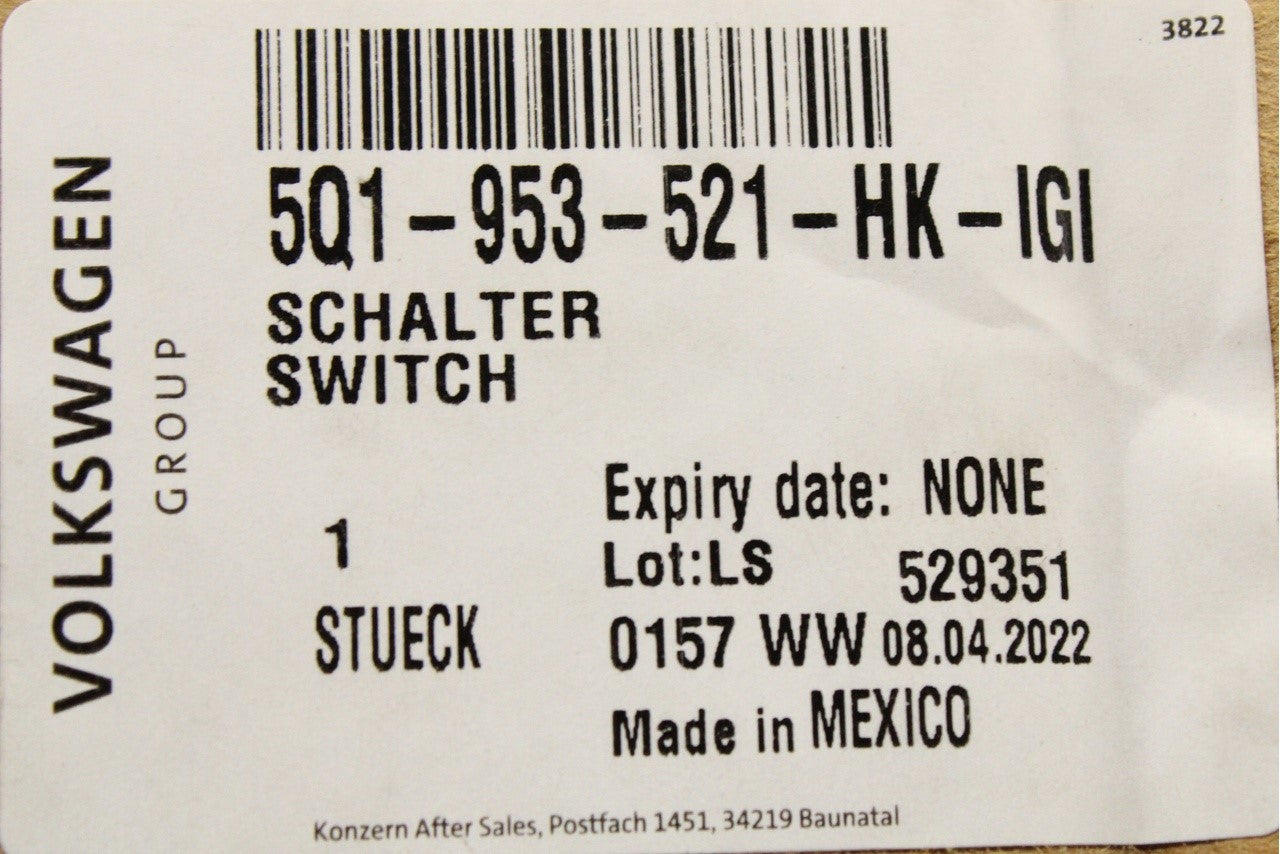 3822
VOLKSWAGEN
GROUP
5Q1-953-521-HK-IGI
SCHALTER
SWITCH
1
STUECK
Expiry date: NONE
Lot:LS 529351
0157 WW 08.04.2022
Made in MEXICO
Konzern After Sales, Postfach 1451, 34219 Baunatal